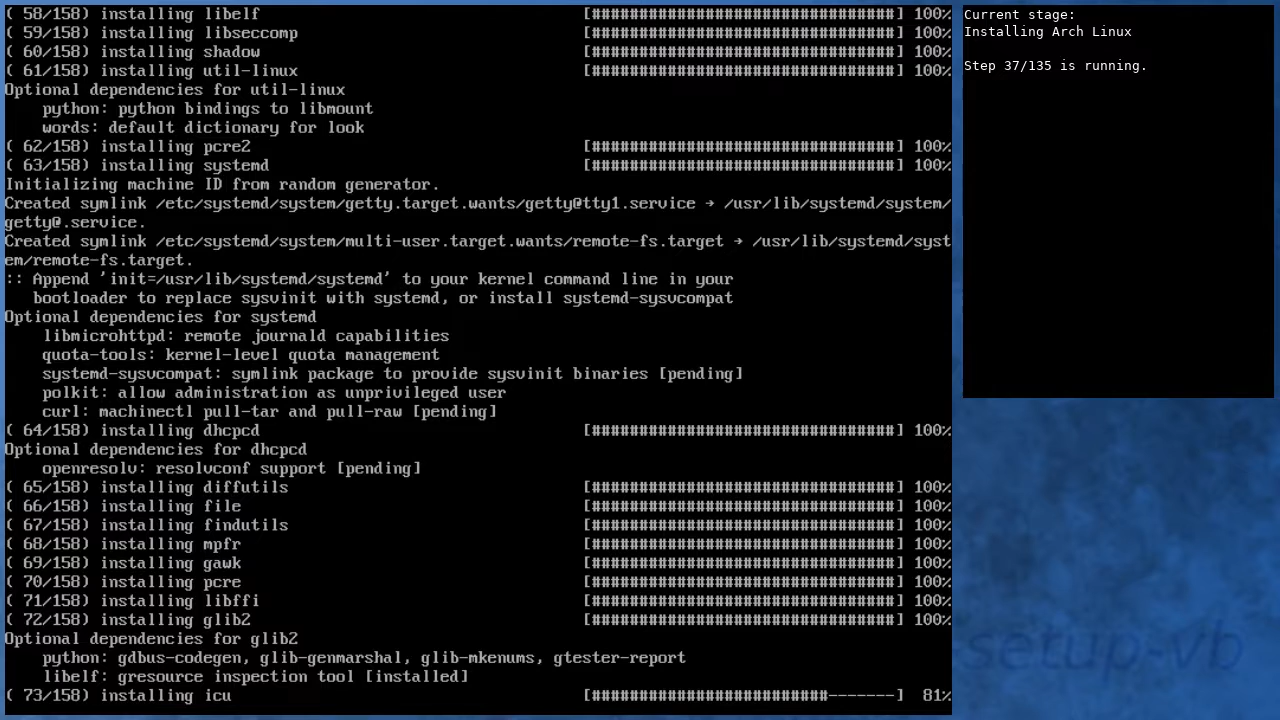 ( 58/158) installing libelf [################################] 100%
( 59/158) installing libseccomp [################################] 100%
( 60/158) installing shadow [################################] 100%
( 61/158) installing util-linux [################################] 100%
Optional dependencies for util-linux
    python: python bindings to libmount
    words: default dictionary for look
( 62/158) installing pcre2 [################################] 100%
( 63/158) installing systemd [################################] 100%
Initializing machine ID from random generator.
Created symlink /etc/systemd/system/getty.target.wants/getty@tty1.service → /usr/lib/systemd/system/
getty@.service.
Created symlink /etc/systemd/system/multi-user.target.wants/remote-fs.target → /usr/lib/systemd/syst
em/remote-fs.target.
:: Append 'init=/usr/lib/systemd/systemd' to your kernel command line in your
   bootloader to replace sysvinit with systemd, or install systemd-sysvcompat
Optional dependencies for systemd
    libmicrohttpd: remote journald capabilities
    quota-tools: kernel-level quota management
    systemd-sysvcompat: symlink package to provide sysvinit binaries [pending]
    polkit: allow administration as unprivileged user
    curl: machinectl pull-tar and pull-raw [pending]
( 64/158) installing dhcpcd [################################] 100%
Optional dependencies for dhcpcd
    openresolv: resolvconf support [pending]
( 65/158) installing diffutils [################################] 100%
( 66/158) installing file [################################] 100%
( 67/158) installing findutils [################################] 100%
( 68/158) installing mpfr [################################] 100%
( 69/158) installing gawk [################################] 100%
( 70/158) installing pcre [################################] 100%
( 71/158) installing libffi [################################] 100%
( 72/158) installing glib2 [################################] 100%
Optional dependencies for glib2
    python: gdbus-codegen, glib-genmarshal, glib-mkenums, gtester-report
    libelf: gresource inspection tool [installed]
( 73/158) installing icu [#########################-------] 81%
Current stage:
Installing Arch Linux
Step 37/135 is running.
setup-vb